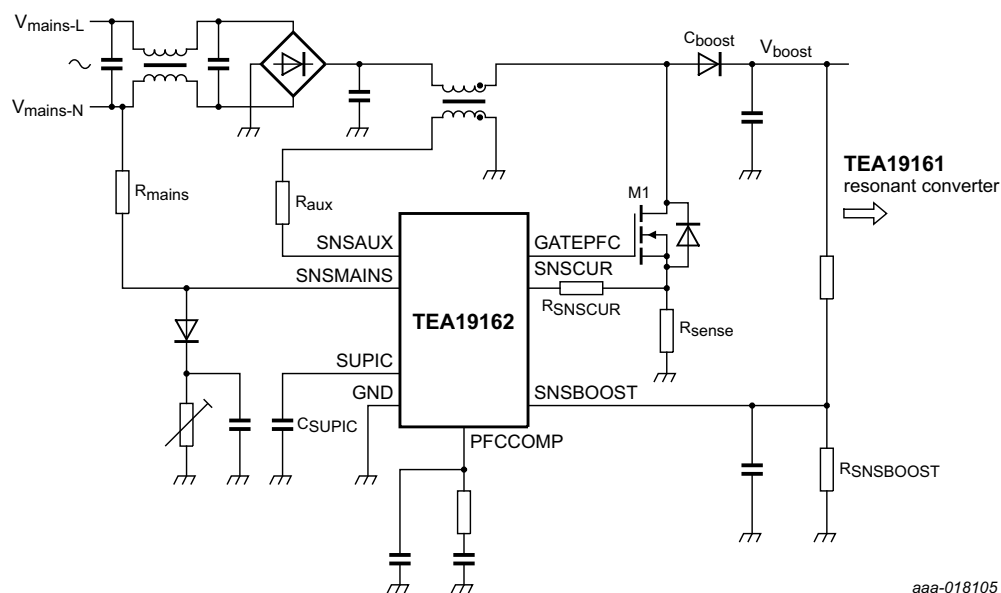 Vmains-L
Cboost
Vboost
Vmains-N
TEA19161
resonant converter
Rmains
M1
Raux
SNSAUX
GATEPFC
SNSMAINS
SNSCUR
RSNSCUR
TEA19162
Rsense
SUPIC
GND
SNSBOOST
CSUPIC
PFCCOMP
RSNSBOOST
aaa-018105